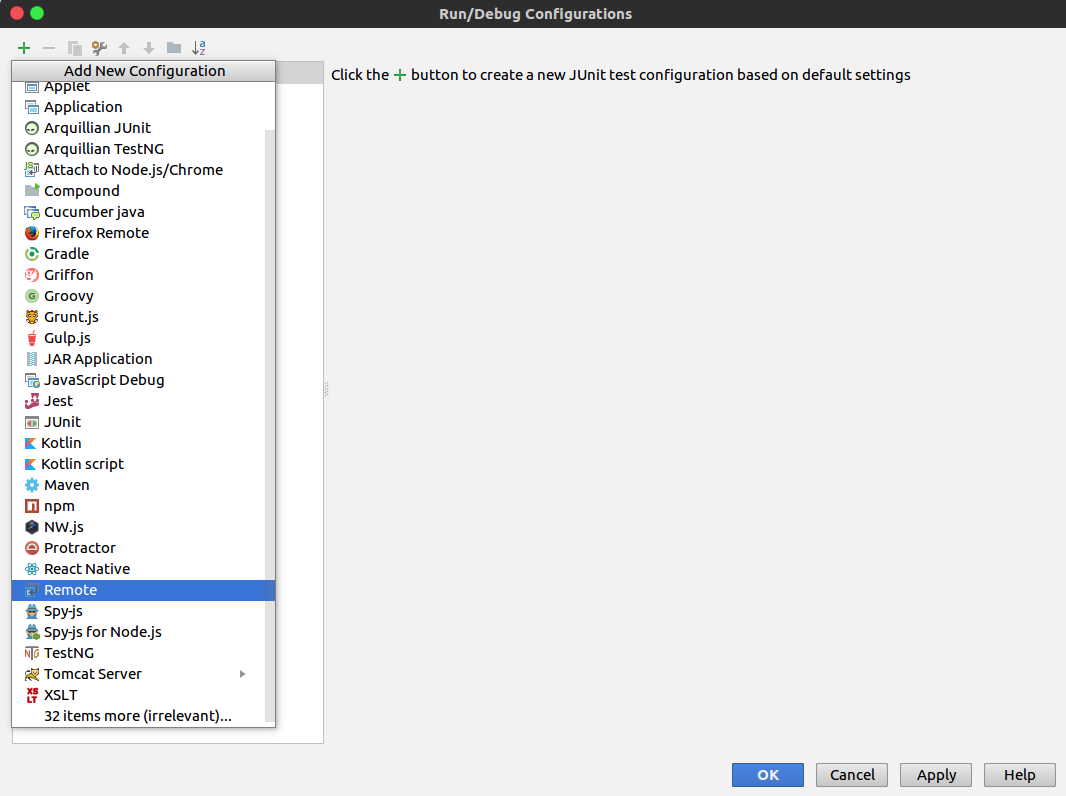 Run/Debug Configurations
Click the + button to create a new JUnit test configuration based on default settings
Add New Configuration
Applet
Application
Arquillian JUnit
Arquillian TestNG
Attach to Node.js/Chrome
Compound
Cucumber java
Firefox Remote
Gradle
Griffon
Groovy
Grunt.js
Gulp.js
JAR Application
JavaScript Debug
Jest
JUnit
Kotlin
Kotlin script
Maven
npm
NW.js
Protractor
React Native
Remote
Spy-js
Spy-js for Node.js
TestNG
Tomcat Server
XSLT
32 items more (irrelevant)...
OK Cancel Apply Help